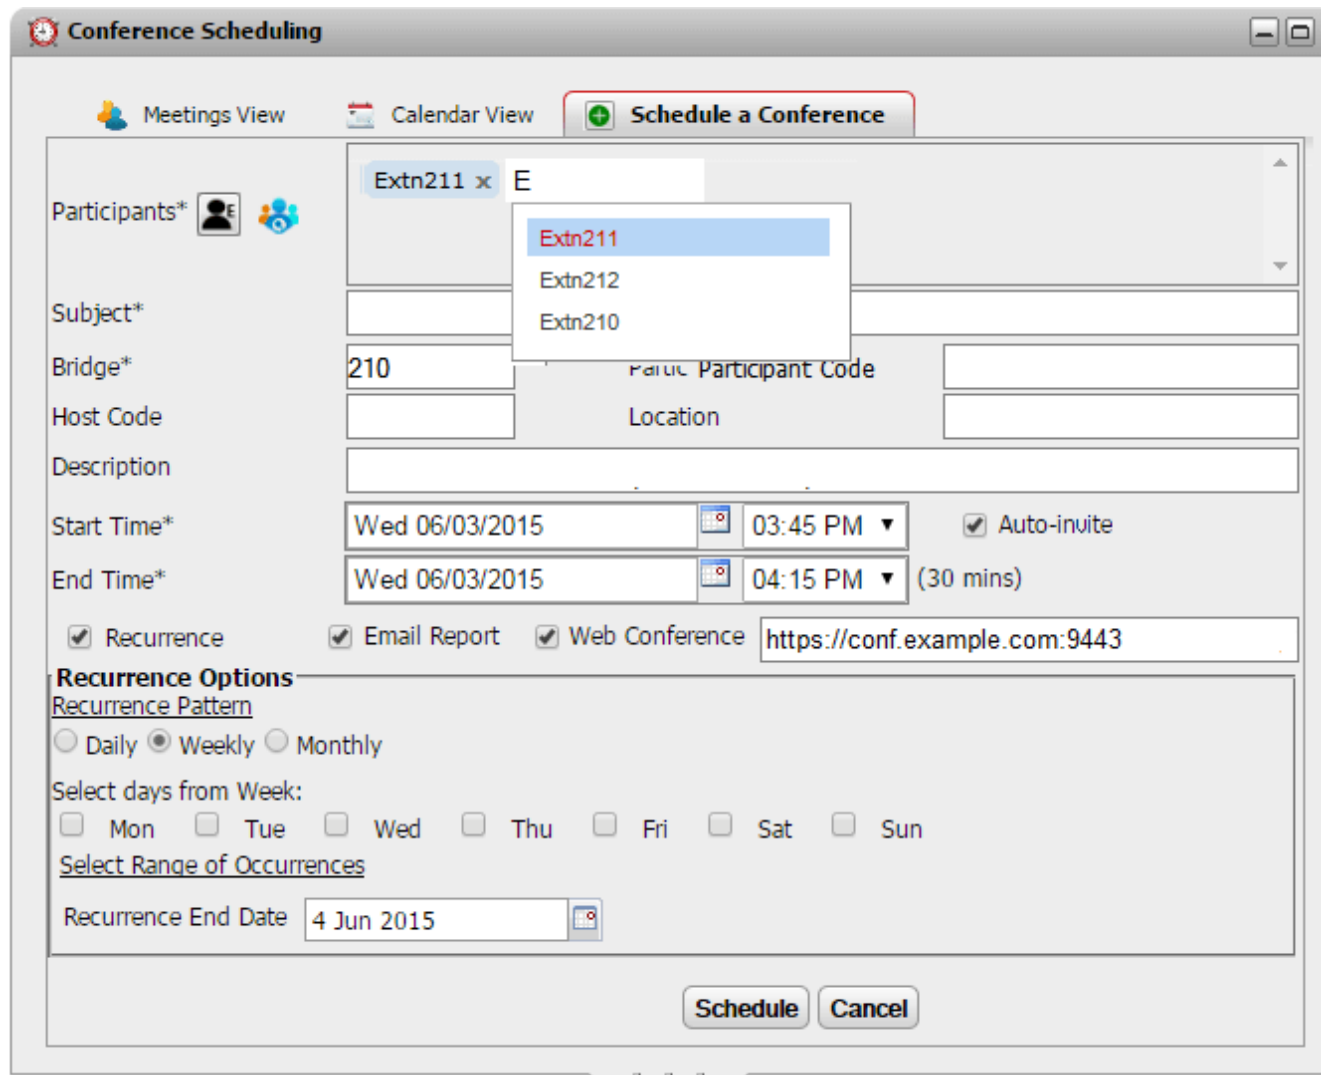 Conference Scheduling
Meetings View Calendar View Schedule a Conference
Extn211 x E
Participants* E
Extn211
Extn212
Extn210
Subject*
Bridge* 210 Participant Code
Host Code Location
Description
Start Time* Wed 06/03/2015 03:45 PM Auto-invite
End Time* Wed 06/03/2015 04:15 PM (30 mins)
Recurrence Email Report Web Conference https://conf.example.com:9443
Recurrence Options
Recurrence Pattern
Daily Weekly Monthly
Select days from Week:
Mon Tue Wed Thu Fri Sat Sun
Select Range of Occurrences
Recurrence End Date 4 Jun 2015
Schedule Cancel